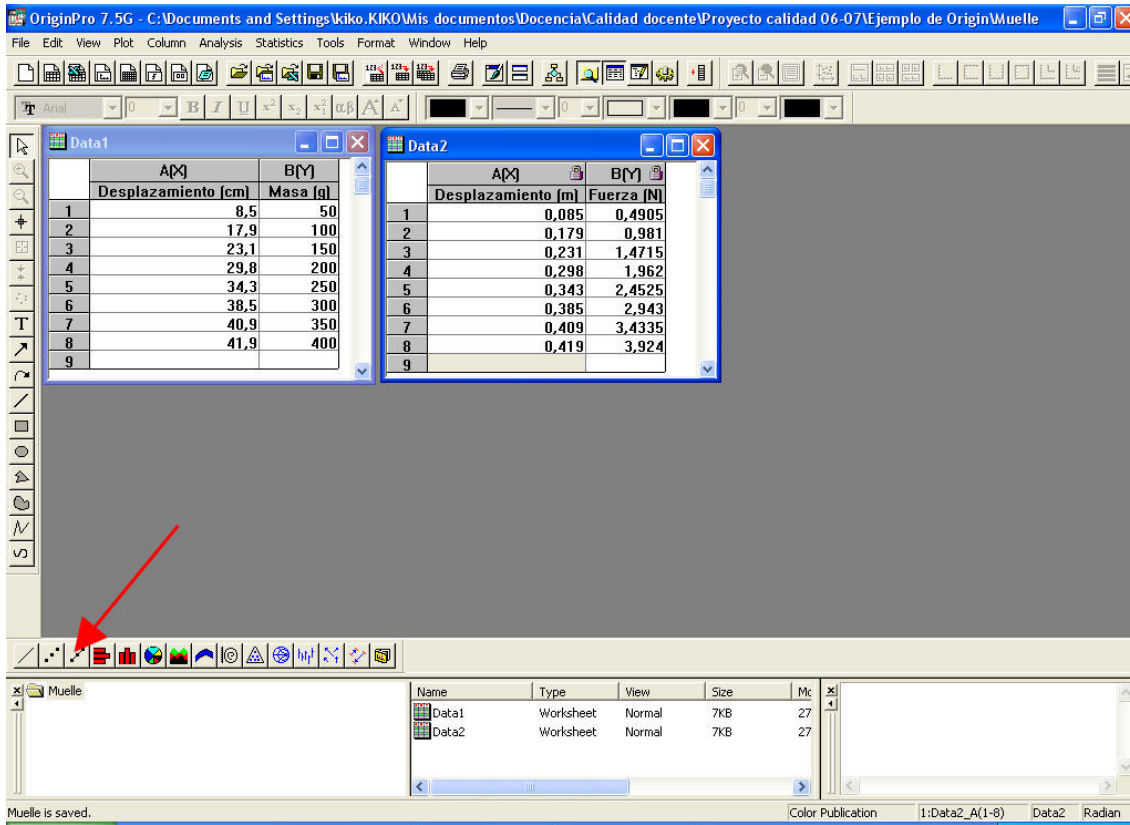 OriginPro 7.5G - C:\Documents and Settings\kiko.KIKO\Mis documentos\Docencia\Calidad docente\Proyecto calidad 06-07\Ejemplo de Origin\Muelle
File Edit View Plot Column Analysis Statistics Tools Format Window Help
Arial 0 B I U 0 0
Data1
A(X) B(Y)
Desplazamiento (cm) Masa (g)
1 8,5 50
2 17,9 100
3 23,1 150
4 29,8 200
5 34,3 250
6 38,5 300
7 40,9 350
8 41,9 400
9
Data2
A(X) B(Y)
Desplazamiento (m) Fuerza (N)
1 0,085 0,4905
2 0,179 0,981
3 0,231 1,4715
4 0,298 1,962
5 0,343 2,4525
6 0,385 2,943
7 0,409 3,4335
8 0,419 3,924
9
T
Muelle
Name Type View Size Mc
Data1 Worksheet Normal 7KB 27
Data2 Worksheet Normal 7KB 27
Muelle is saved. Color Publication 1:Data2_A(1-8) Data2 Radian